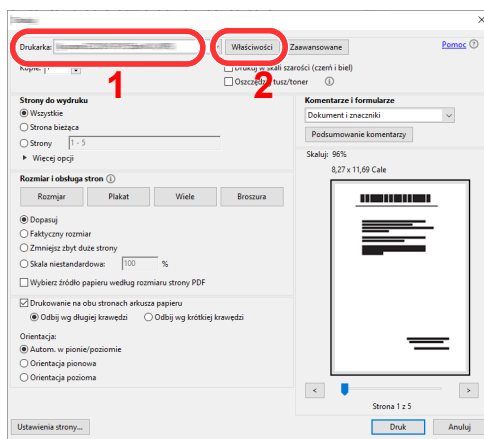 Drukarka:
Właściwości
Zaawansowane
Pomoc
1
2
Kopie: 1
Drukuj w skali szarości (czerń i biel)
Oszczędzaj tusz/toner
Strony do wydruku
Wszystkie
Strona bieżąca
Strony 1 - 5
Więcej opcji
Rozmiar i obsługa stron
Rozmiar Plakat Wiele Broszura
Dopasuj
Faktyczny rozmiar
Zmniejsz zbyt duże strony
Skala niestandardowa: 100 %
Wybierz źródło papieru według rozmiaru strony PDF
Drukowanie na obu stronach arkusza papieru
Odbij wg długiej krawędzi Odbij wg krótkiej krawędzi
Orientacja:
Autom. w pionie/poziomie
Orientacja pionowa
Orientacja pozioma
Komentarze i formularze
Dokument i znaczniki
Podsumowanie komentarzy
Skaluj: 96%
8,27 x 11,69 Cale
< >
Strona 1 z 5
Ustawienia strony...
Druk
Anuluj